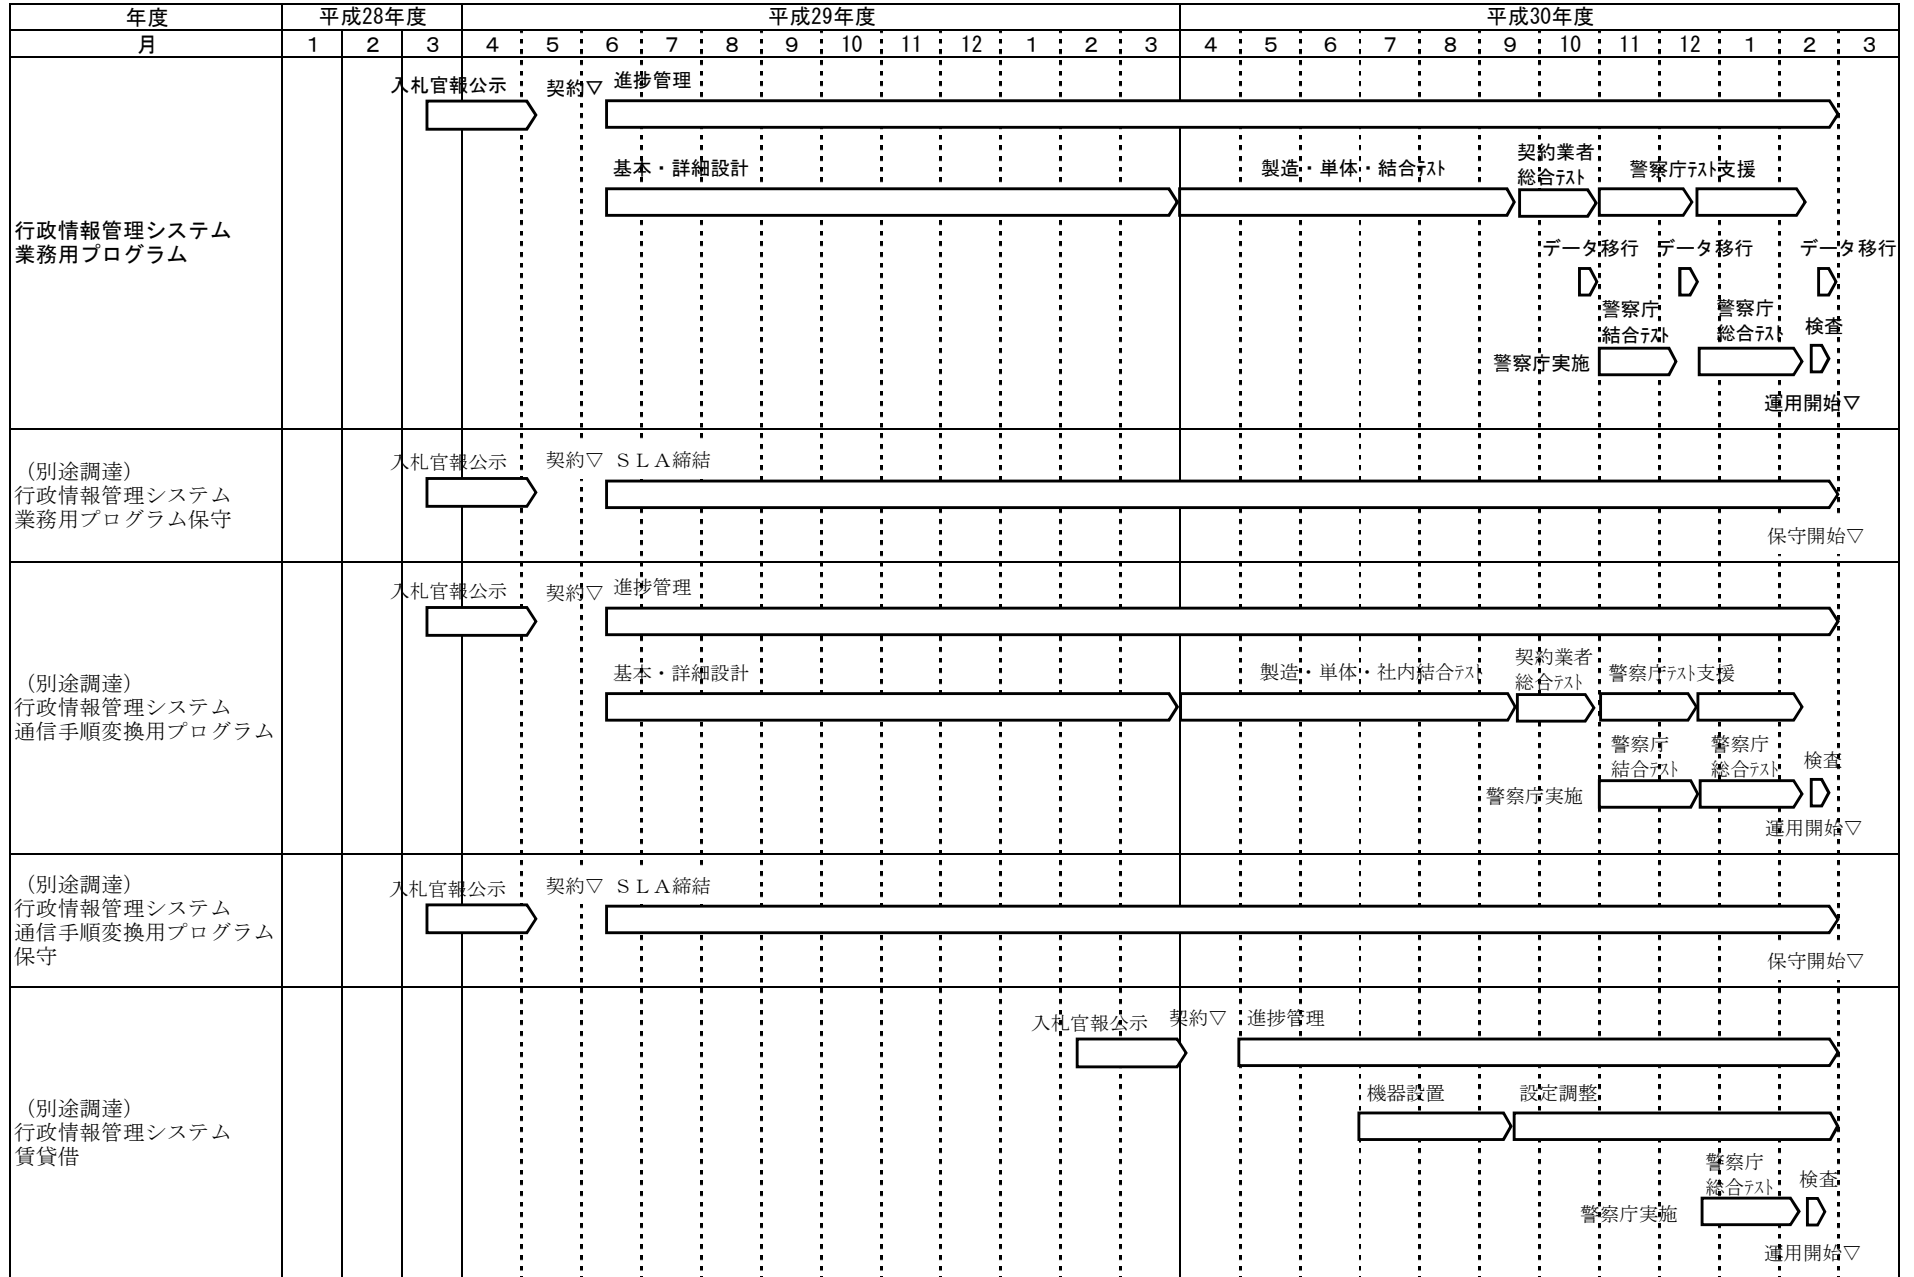 年度 平成28年度 平成29年度 平成30年度
月 1 2 3 4 5 6 7 8 9 10 11 12 1 2 3 4 5 6 7 8 9 10 11 12 1 2 3
行政情報管理システム
業務用プログラム
入札官報公示 契約▽ 進捗管理
基本・詳細設計 製造・単体・結合ﾃｽﾄ 契約業者 警察庁ﾃｽﾄ支援
総合ﾃｽﾄ
データ移行 データ移行 データ移行
警察庁 警察庁 検査
結合ﾃｽﾄ 総合ﾃｽﾄ
警察庁実施
運用開始▽
（別途調達）
行政情報管理システム
業務用プログラム保守
入札官報公示 契約▽ ＳＬＡ締結
保守開始▽
（別途調達）
行政情報管理システム
通信手順変換用プログラム
入札官報公示 契約▽ 進捗管理
基本・詳細設計 製造・単体・社内結合ﾃｽﾄ 契約業者 警察庁ﾃｽﾄ支援
総合ﾃｽﾄ
警察庁 警察庁 検査
結合ﾃｽﾄ 総合ﾃｽﾄ
警察庁実施
運用開始▽
（別途調達）
行政情報管理システム
通信手順変換用プログラム
保守
入札官報公示 契約▽ ＳＬＡ締結
保守開始▽
（別途調達）
行政情報管理システム
賃貸借
入札官報公示 契約▽ 進捗管理
機器設置 設定調整
警察庁 検査
総合ﾃｽﾄ
警察庁実施
運用開始▽